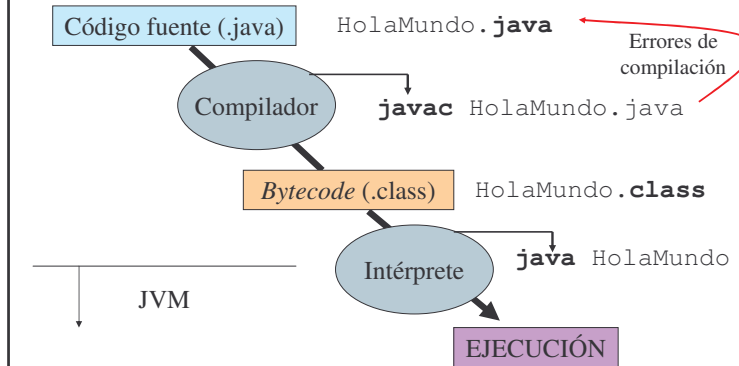 Código fuente (.java)
HolaMundo.java
Errores de
compilación
Compilador
javac HolaMundo.java
Bytecode (.class)
HolaMundo.class
Intérprete
java HolaMundo
JVM
EJECUCIÓN